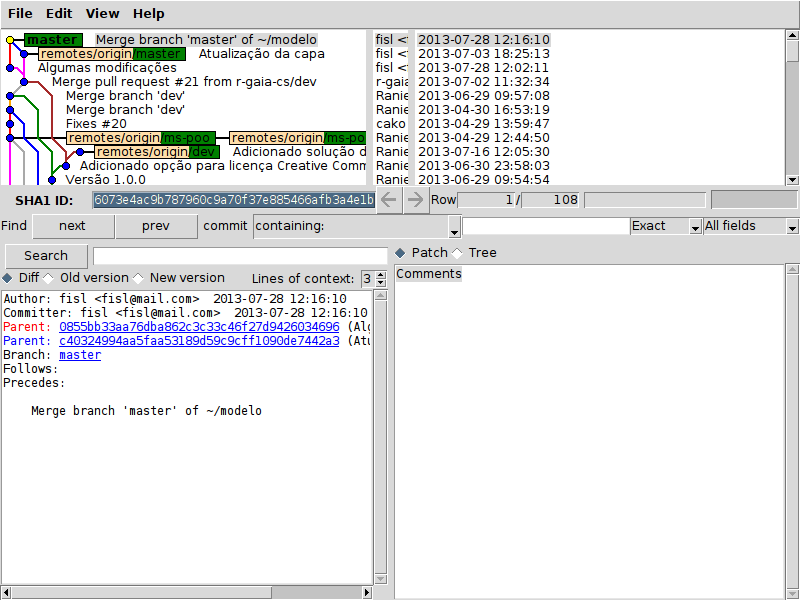 File Edit View Help
master Merge branch 'master' of ~/modelo fisl <f 2013-07-28 12:16:10
remotes/origin/master Atualização da capa fisl <f 2013-07-03 18:25:13
Algumas modificações fisl <f 2013-07-28 12:02:11
Merge pull request #21 from r-gaia-cs/dev r-gaia 2013-07-02 11:32:34
Merge branch 'dev' Ranie 2013-06-29 09:57:08
Merge branch 'dev' Ranie 2013-04-30 16:53:19
Fixes #20 cako 2013-04-29 13:59:47
remotes/origin/ms-poo remotes/origin/ms-po Ranie 2013-04-29 12:44:50
remotes/origin/dev Adicionado solução d Ranie 2013-07-16 12:05:30
Adicionado opção para licença Creative Comm Ranie 2013-06-30 23:58:03
Versão 1.0.0 Ranie 2013-06-29 09:54:54
SHA1 ID: 6073e4ac9b787960c9a70f37e885466afb3a4e1b Row 1 / 108
Find next prev commit containing: Exact All fields
Search Patch Tree
Diff Old version New version Lines of context: 3 Comments
Author: fisl <fisl@mail.com> 2013-07-28 12:16:10
Committer: fisl <fisl@mail.com> 2013-07-28 12:16:10
Parent: 0855bb33aa76dba862c3c33c46f27d9426034696 (Alg
Parent: c40324994aa5faa53189d59c9cff1090de7442a3 (Atu
Branch: master
Follows:
Precedes:
Merge branch 'master' of ~/modelo